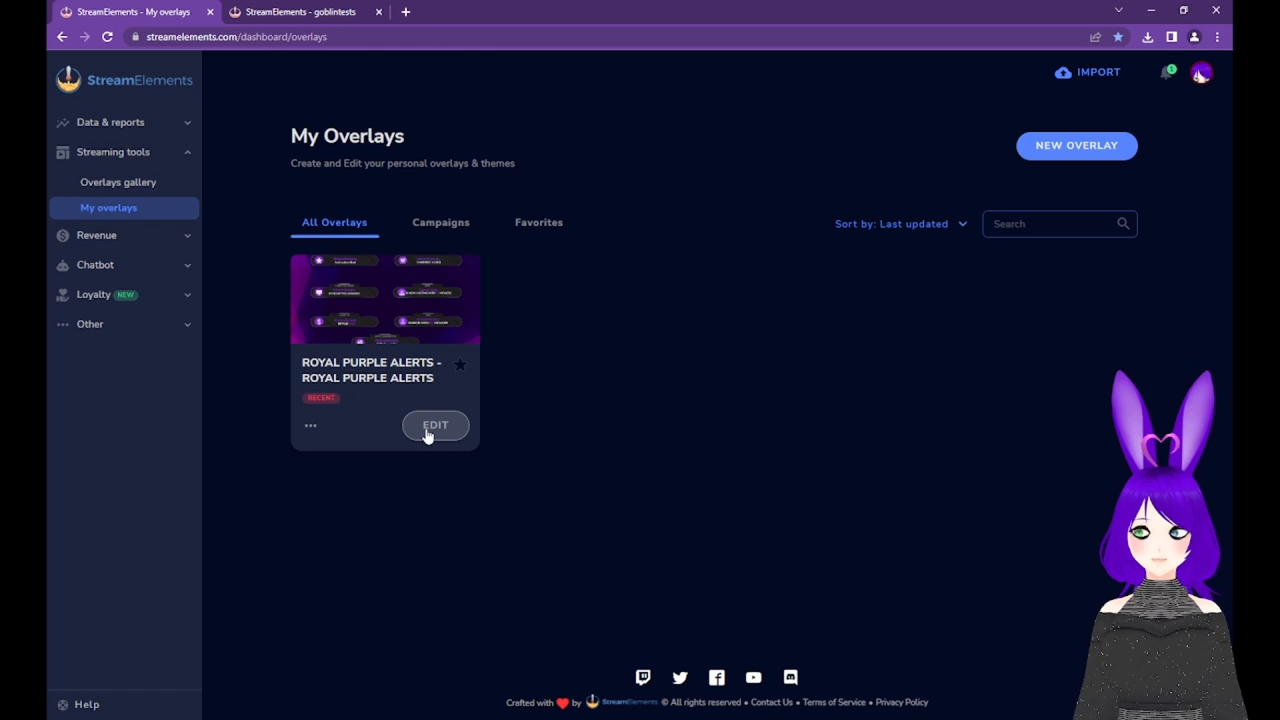 StreamElements - My overlays
StreamElements - goblintests
streamelements.com/dashboard/overlays
StreamElements
IMPORT
1
Data & reports
Streaming tools
Overlays gallery
My overlays
Revenue
Chatbot
Loyalty NEW
Other
Help
My Overlays
Create and Edit your personal overlays & themes
NEW OVERLAY
All Overlays
Campaigns
Favorites
Sort by: Last updated
Search
ROYAL PURPLE ALERTS -
ROYAL PURPLE ALERTS
RECENT
EDIT
Crafted with by StreamElements © All rights reserved • Contact Us • Terms of Service • Privacy Policy